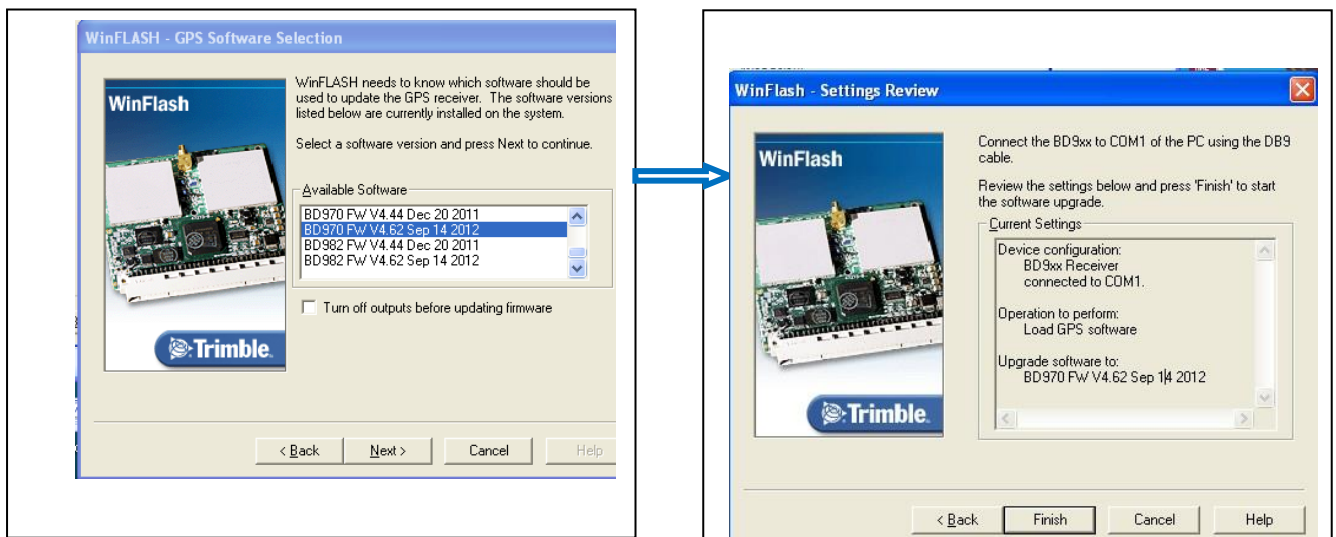 WinFLASH - GPS Software Selection
WinFlash
WinFLASH needs to know which software should be
used to update the GPS receiver. The software versions
listed below are currently installed on the system.
Select a software version and press Next to continue.
Available Software
BD970 FW V4.44 Dec 20 2011
BD970 FW V4.62 Sep 14 2012
BD982 FW V4.44 Dec 20 2011
BD982 FW V4.62 Sep 14 2012
Turn off outputs before updating firmware
Trimble.
< Back
Next >
Cancel
Help
WinFlash - Settings Review
WinFlash
Connect the BD9xx to COM1 of the PC using the DB9
cable.
Review the settings below and press 'Finish' to start
the software upgrade.
Current Settings
Device configuration:
BD9xx Receiver
connected to COM1.
Operation to perform:
Load GPS software
Upgrade software to:
BD970 FW V4.62 Sep 14 2012
Trimble.
< Back
Finish
Cancel
Help